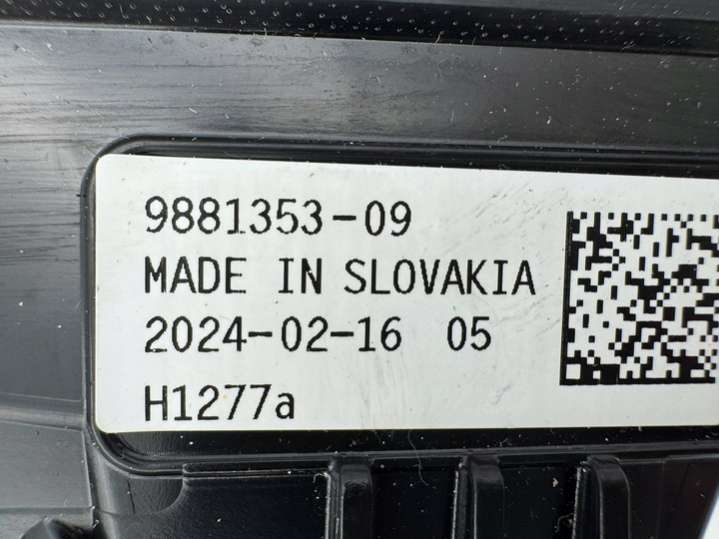 9881353-09
MADE IN SLOVAKIA
2024-02-16 05
H1277a